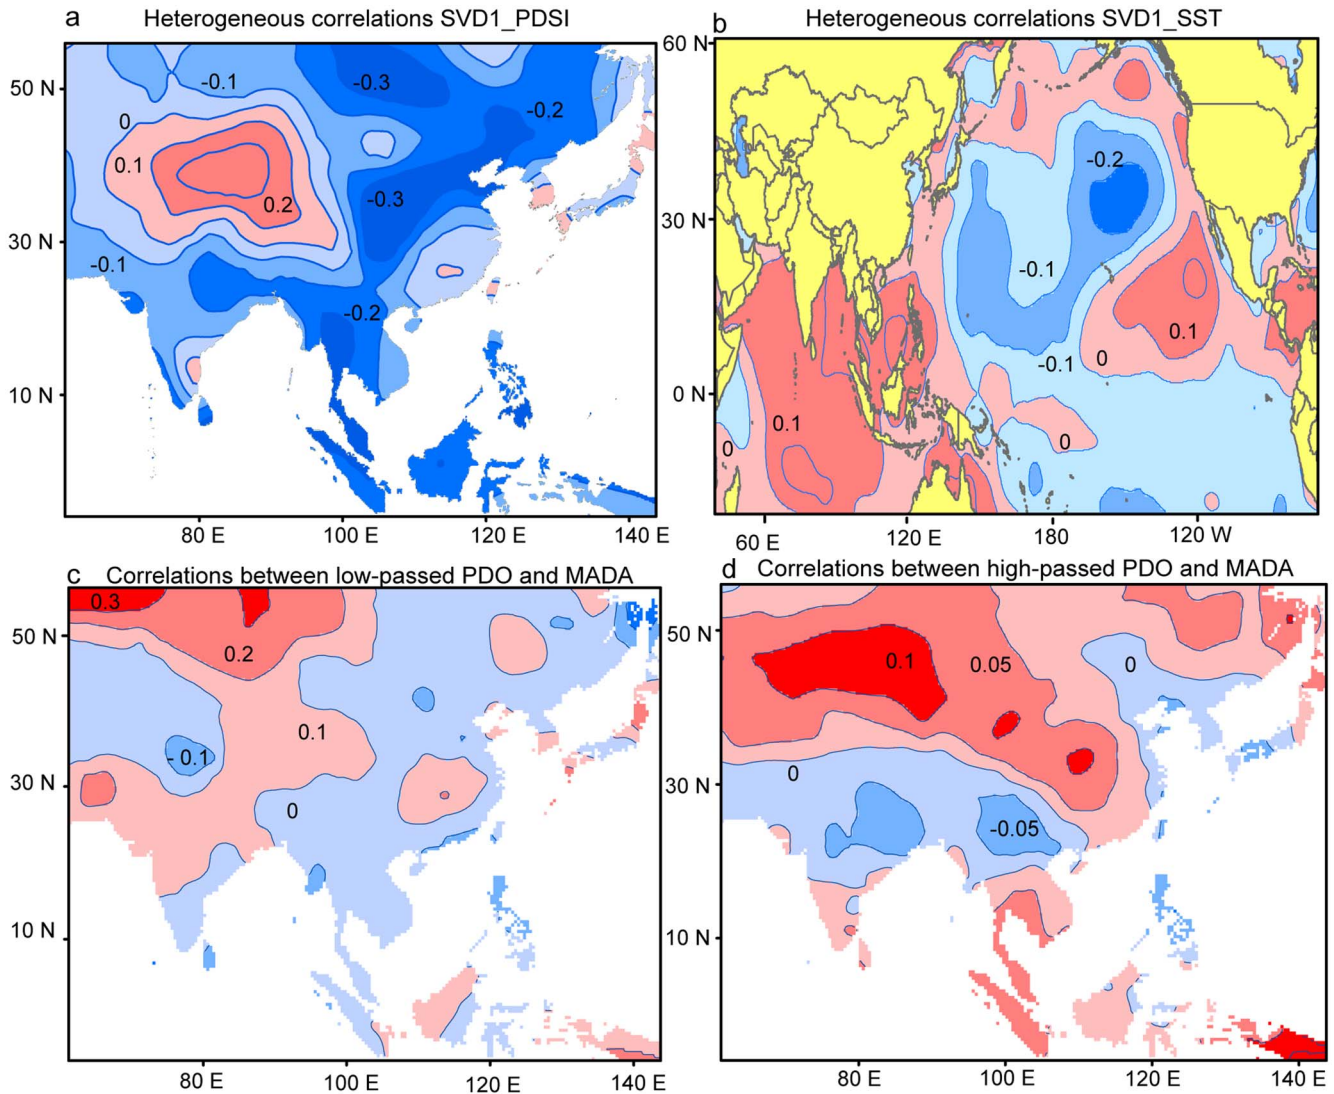 a
Heterogeneous correlations SVD1_PDSI
50 N
30 N
10 N
-0.1
-0.3
-0.2
0
0.1
0.2
-0.3
-0.1
-0.2
80 E
100 E
120 E
140 E
b
Heterogeneous correlations SVD1_SST
60 N
30 N
0 N
-0.2
-0.1
0.1
-0.1
0
0.1
0
0
60 E
120 E
180
120 W
c
Correlations between low-passed PDO and MADA
50 N
30 N
10 N
0.3
0.2
0.1
- 0.1
0
80 E
100 E
120 E
140 E
d
Correlations between high-passed PDO and MADA
50 N
30 N
10 N
0.1
0.05
0
0
-0.05
80 E
100 E
120 E
140 E